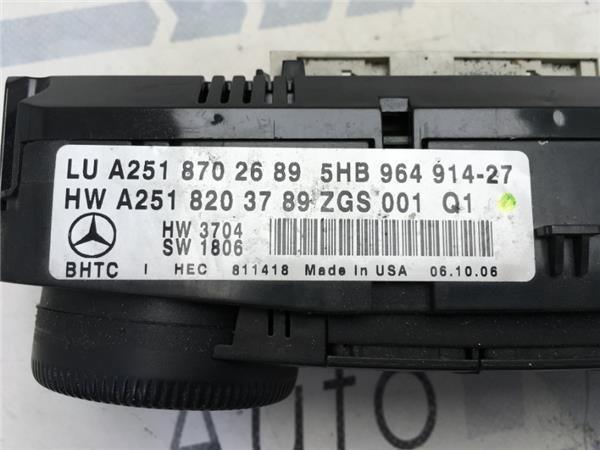 LU A251 870 26 89 5HB 964 914-27
HW A251 820 37 89 ZGS 001 Q1
HW 3704
SW 1806
BHTC I HEC 811418 Made In USA 06.10.06
Auto